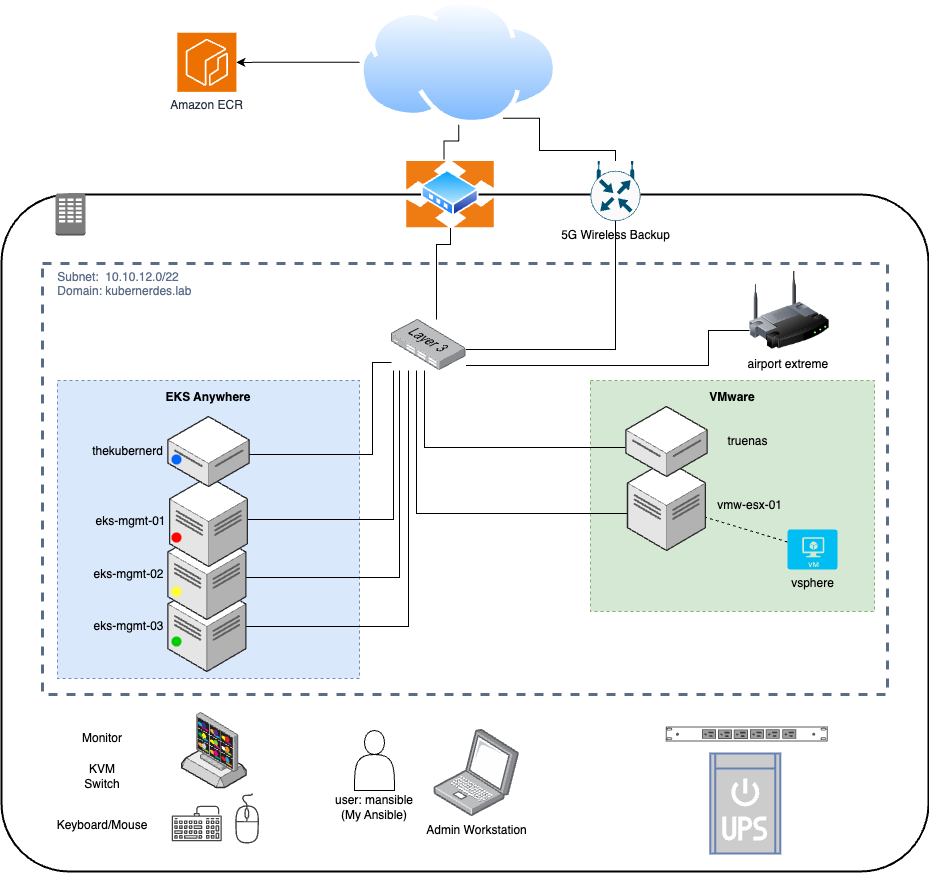 Amazon ECR
5G Wireless Backup
Subnet: 10.10.12.0/22
Domain: kubernerdes.lab
Layer 3
airport extreme
EKS Anywhere
VMware
thekubernerd
truenas
eks-mgmt-01
vmw-esx-01
VM
eks-mgmt-02
vsphere
eks-mgmt-03
Monitor
KVM
Switch
Keyboard/Mouse
user: mansible
(My Ansible)
Admin Workstation
UPS